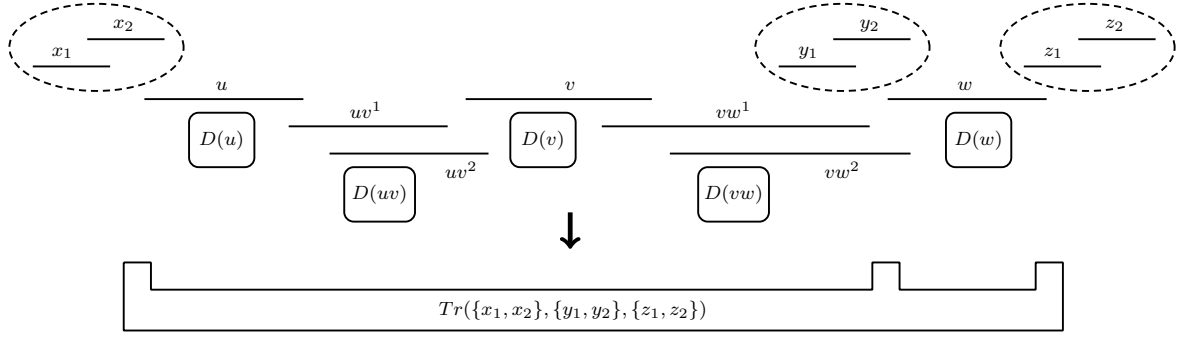 x₂ y₂ z₂
x₁ y₁ z₁
u v w
uv¹ vw¹
D(u) D(v) D(w)
uv² vw²
D(uv) D(vw)
Tr({x₁, x₂}, {y₁, y₂}, {z₁, z₂})